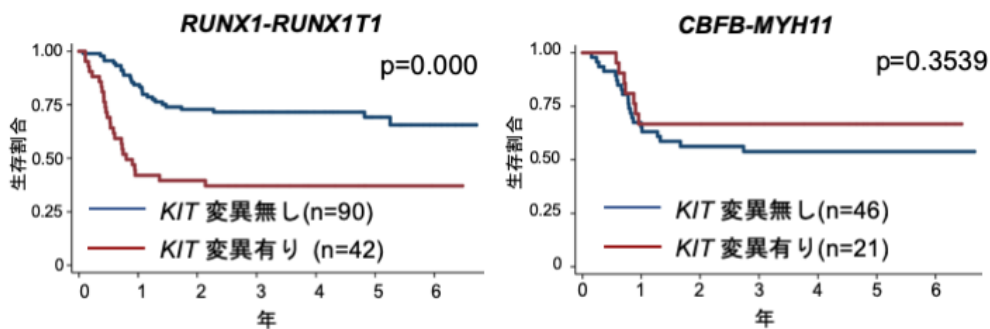 RUNX1-RUNX1T1
p=0.000
生存割合
1.00
0.75
0.50
0.25
0
KIT 変異無し(n=90)
KIT 変異有り (n=42)
0 1 2 3 4 5 6
年
CBFB-MYH11
p=0.3539
生存割合
1.00
0.75
0.50
0.25
0
KIT 変異無し(n=46)
KIT 変異有り(n=21)
0 1 2 3 4 5 6
年